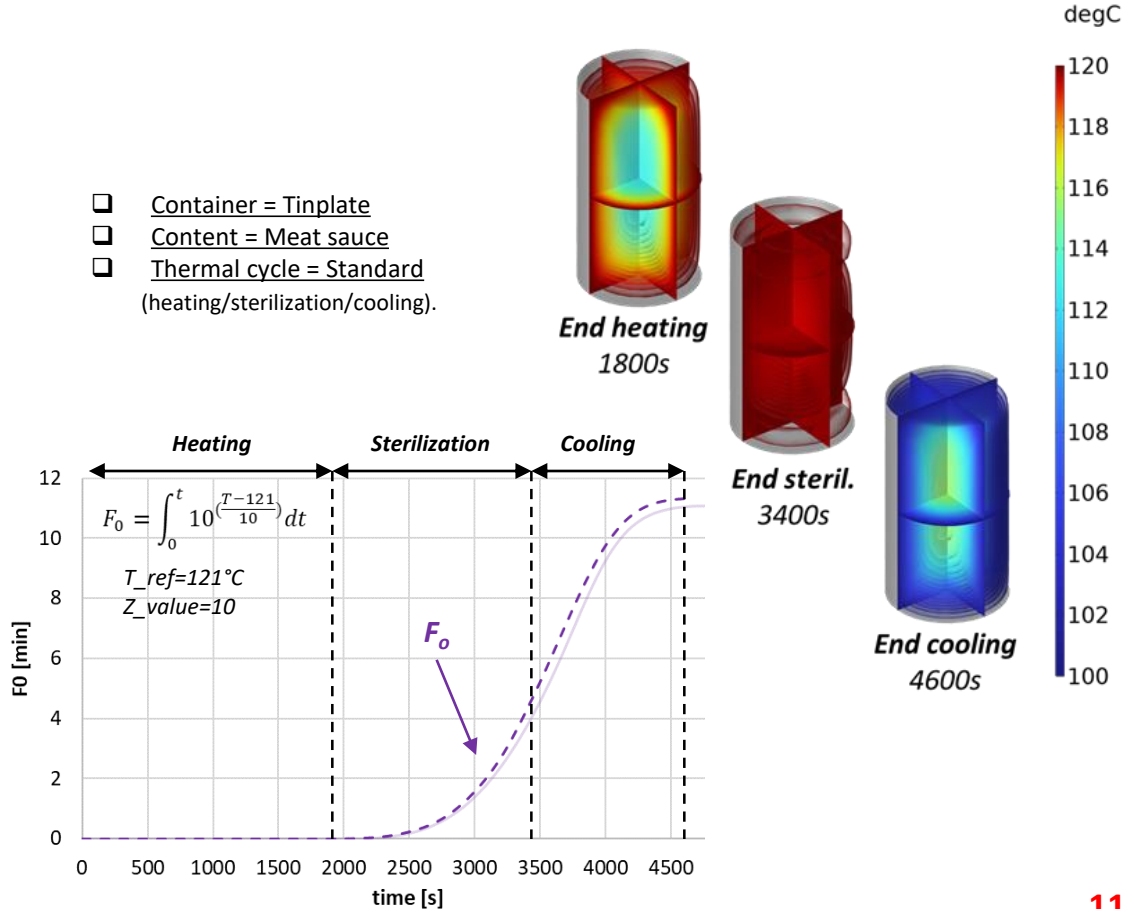 degC
120
118
116
114
112
110
108
106
104
102
100
❑ Container = Tinplate
❑ Content = Meat sauce
❑ Thermal cycle = Standard
(heating/sterilization/cooling).
End heating
1800s
End steril.
3400s
End cooling
4600s
Heating Sterilization Cooling
F₀ = ∫₀ᵗ 10^((T−121)/10) dt
T_ref=121°C
Z_value=10
Fₒ
F0 [min]
12
10
8
6
4
2
0
0 500 1000 1500 2000 2500 3000 3500 4000 4500
time [s]
11